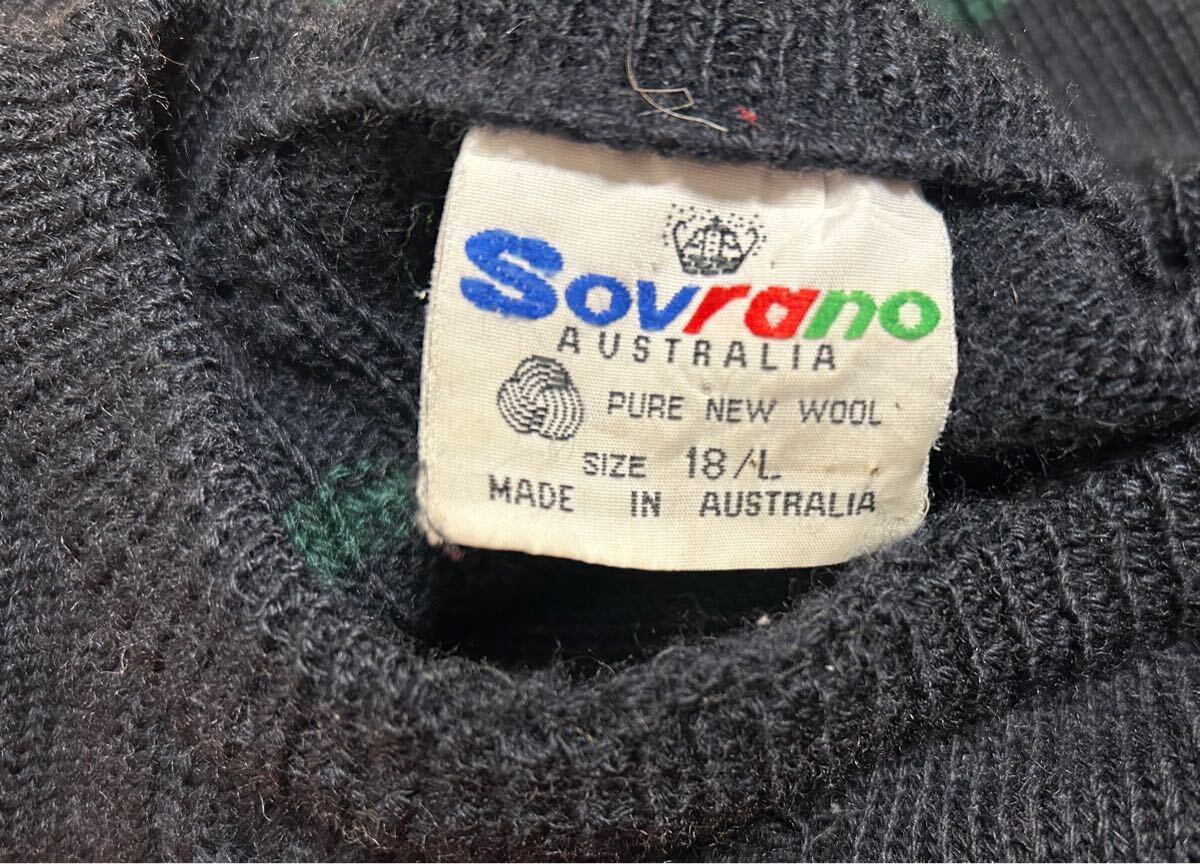 Sovrano
AUSTRALIA
PURE NEW WOOL
SIZE 18/L
MADE IN AUSTRALIA